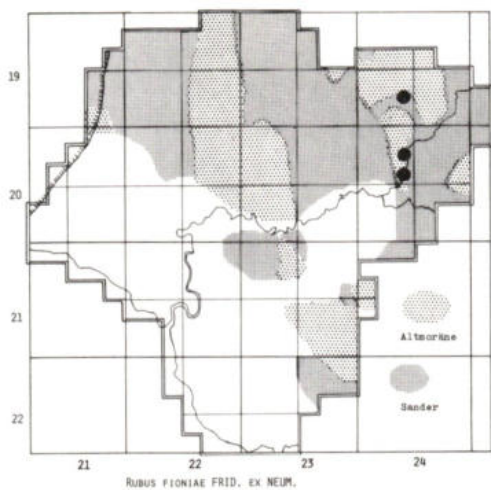 19
20
21
22
Altmoräne
Sander
21 22 23 24
RUBUS FIONIAE FRID. EX NEUM.